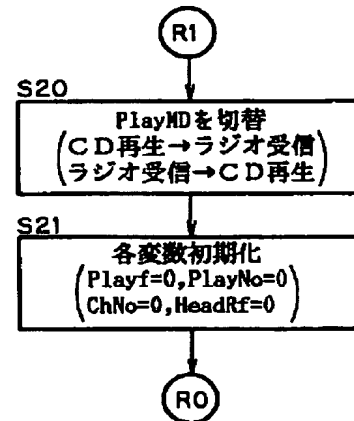 R1
S20
PlayMDを切替
(CD再生→ラジオ受信
ラジオ受信→CD再生)
S21
各変数初期化
(Playf=0,PlayNo=0
ChNo=0,HeadRf=0)
R0